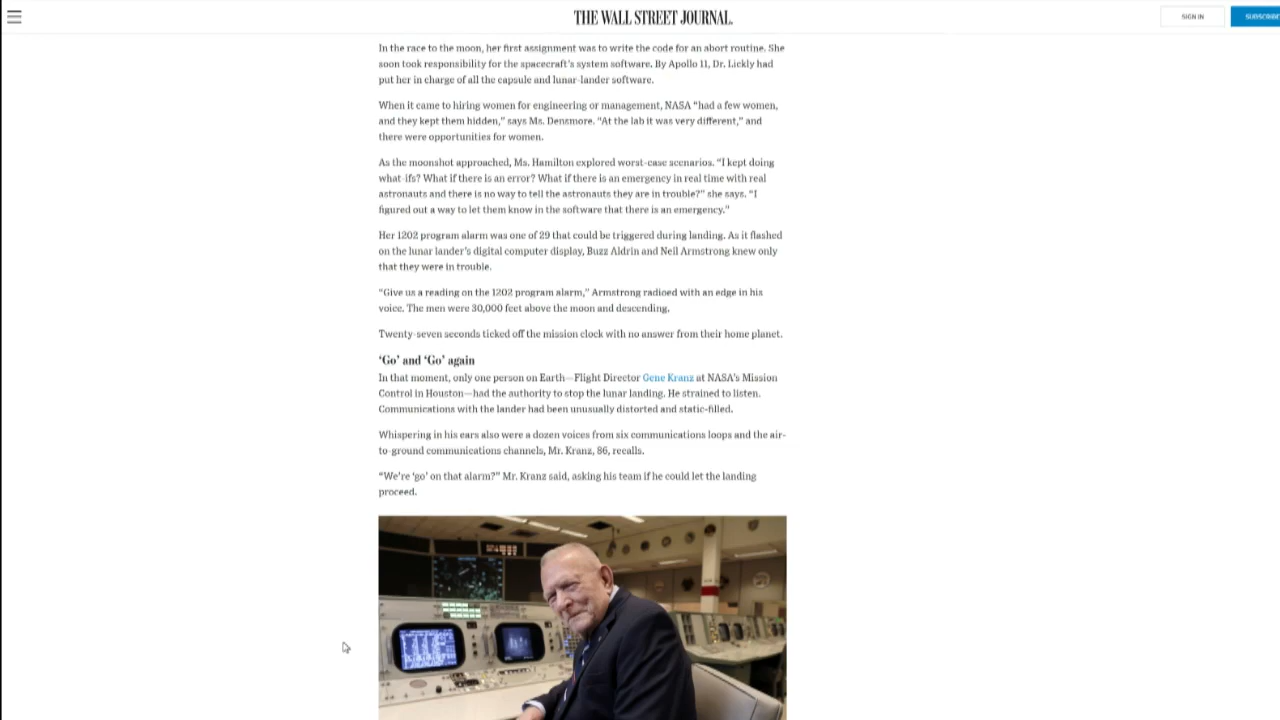 THE WALL STREET JOURNAL.
SIGN IN
SUBSCRIBE
In the race to the moon, her first assignment was to write the code for an abort routine. She
soon took responsibility for the spacecraft's system software. By Apollo 11, Dr. Lickly had
put her in charge of all the capsule and lunar-lander software.
When it came to hiring women for engineering or management, NASA “had a few women,
and they kept them hidden,” says Ms. Densmore. “At the lab it was very different,” and
there were opportunities for women.
As the moonshot approached, Ms. Hamilton explored worst-case scenarios. “I kept doing
what-ifs? What if there is an error? What if there is an emergency in real time with real
astronauts and there is no way to tell the astronauts they are in trouble?” she says. “I
figured out a way to let them know in the software that there is an emergency.”
Her 1202 program alarm was one of 29 that could be triggered during landing. As it flashed
on the lunar lander's digital computer display, Buzz Aldrin and Neil Armstrong knew only
that they were in trouble.
“Give us a reading on the 1202 program alarm,” Armstrong radioed with an edge in his
voice. The men were 30,000 feet above the moon and descending.
Twenty-seven seconds ticked off the mission clock with no answer from their home planet.
‘Go’ and ‘Go’ again
In that moment, only one person on Earth—Flight Director Gene Kranz at NASA's Mission
Control in Houston—had the authority to stop the lunar landing. He strained to listen.
Communications with the lander had been unusually distorted and static-filled.
Whispering in his ears also were a dozen voices from six communications loops and the air-
to-ground communications channels, Mr. Kranz, 86, recalls.
“We're ‘go’ on that alarm?” Mr. Kranz said, asking his team if he could let the landing
proceed.